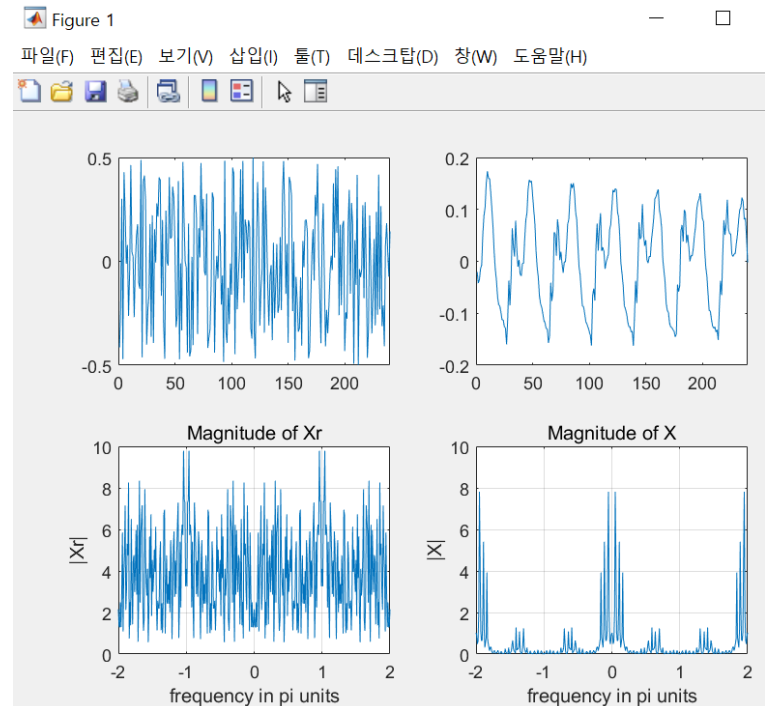 Figure 1
파일(F) 편집(E) 보기(V) 삽입(I) 툴(T) 데스크탑(D) 창(W) 도움말(H)
0.5
0
-0.5
0 50 100 150 200
0.2
0.1
0
-0.1
-0.2
0 50 100 150 200
Magnitude of Xr
10
8
6
4
2
0
|Xr|
-2 -1 0 1 2
frequency in pi units
Magnitude of X
10
8
6
4
2
0
|X|
-2 -1 0 1 2
frequency in pi units